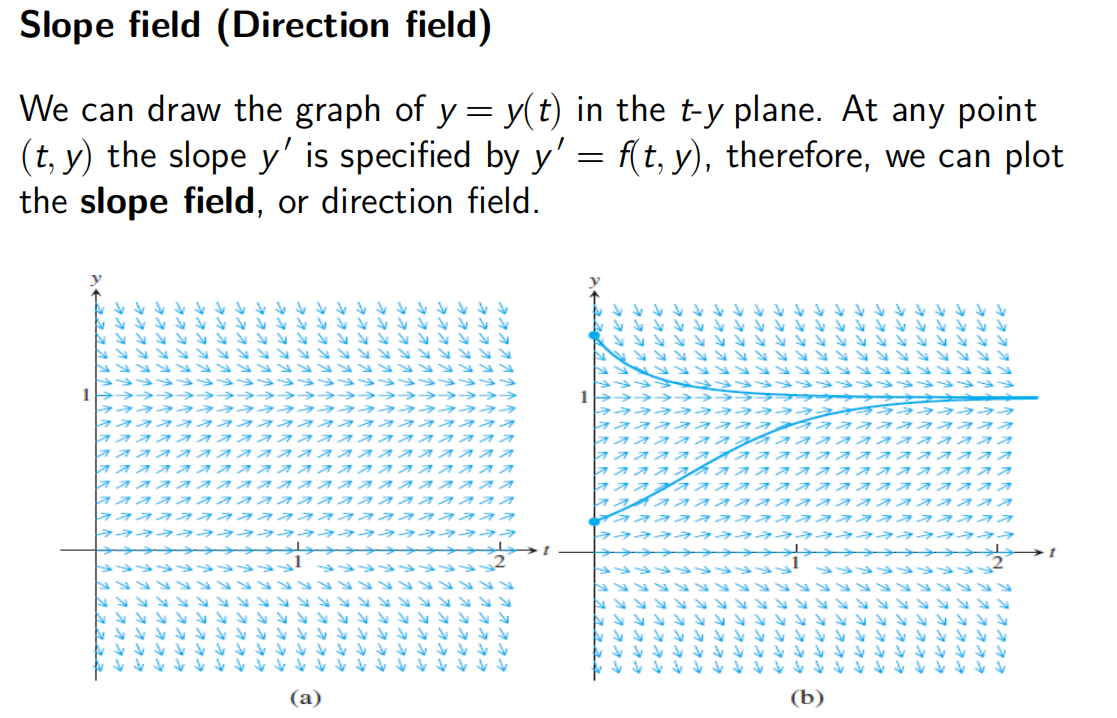 Slope field (Direction field)
We can draw the graph of y = y(t) in the t-y plane. At any point
(t, y) the slope y′ is specified by y′ = f(t, y), therefore, we can plot
the slope field, or direction field.
y
1
1
2
t
(a)
y
1
1
2
t
(b)